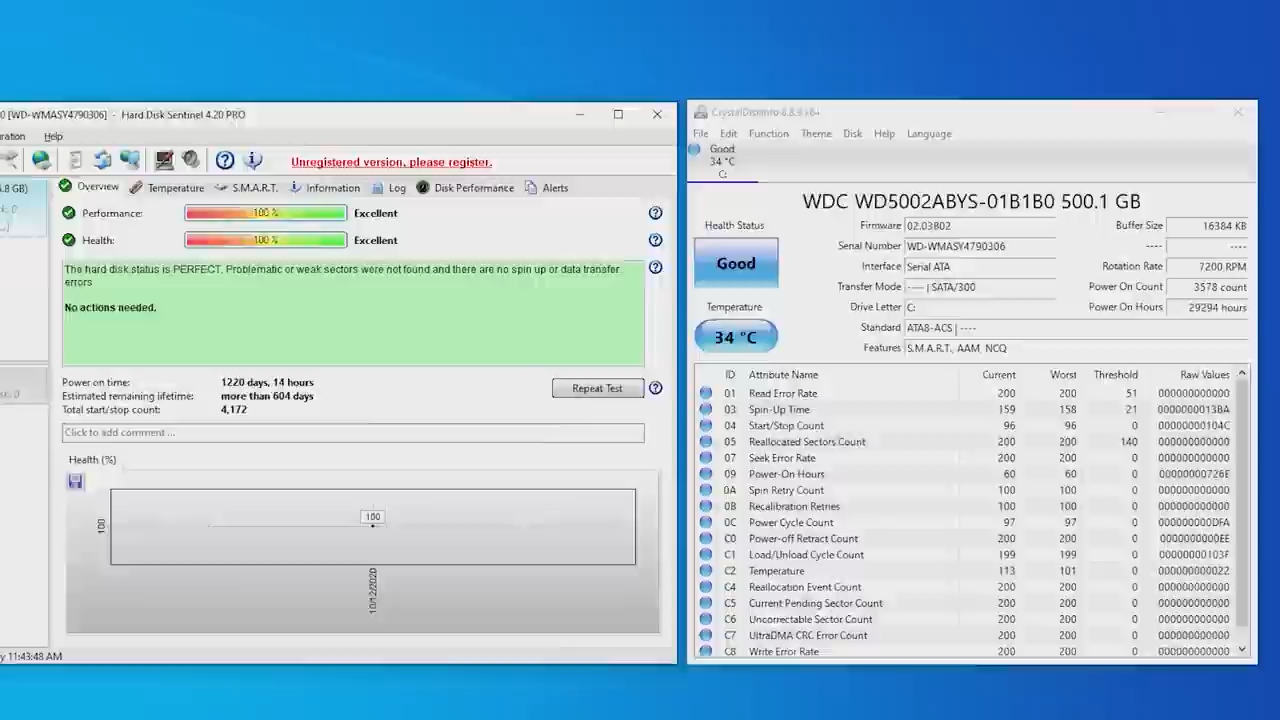 0 [WD-WMASY4790306] - Hard Disk Sentinel 4.20 PRO
Help
Unregistered version, please register.
Overview Temperature S.M.A.R.T. Information Log Disk Performance Alerts
Performance: 100 % Excellent
Health: 100 % Excellent
The hard disk status is PERFECT. Problematic or weak sectors were not found and there are no spin up or data transfer
errors
No actions needed.
Power on time: 1220 days, 14 hours
Estimated remaining lifetime: more than 604 days
Total start/stop count: 4,172
Repeat Test
Click to add comment ...
Health (%)
100
100
10/12/2020
11:43:48 AM
File Edit Function Theme Disk Help Language
Good
34 °C
C:
WDC WD5002ABYS-01B1B0 500.1 GB
Health Status
Good
Temperature
34 °C
Firmware 02.03B02 Buffer Size 16384 KB
Serial Number WD-WMASY4790306 ---- ----
Interface Serial ATA Rotation Rate 7200 RPM
Transfer Mode ---- | SATA/300 Power On Count 3578 count
Drive Letter C: Power On Hours 29294 hours
Standard ATA8-ACS | ----
Features S.M.A.R.T., AAM, NCQ
ID Attribute Name Current Worst Threshold Raw Values
01 Read Error Rate 200 200 51 000000000000
03 Spin-Up Time 159 158 21 0000000013BA
04 Start/Stop Count 96 96 0 00000000104C
05 Reallocated Sectors Count 200 200 140 000000000000
07 Seek Error Rate 200 200 0 000000000000
09 Power-On Hours 60 60 0 00000000726E
0A Spin Retry Count 100 100 0 000000000000
0B Recalibration Retries 100 100 0 000000000000
0C Power Cycle Count 97 97 0 000000000DFA
C0 Power-off Retract Count 200 200 0 0000000000EE
C1 Load/Unload Cycle Count 199 199 0 00000000103F
C2 Temperature 113 101 0 000000000022
C4 Reallocation Event Count 200 200 0 000000000000
C5 Current Pending Sector Count 200 200 0 000000000000
C6 Uncorrectable Sector Count 200 200 0 000000000000
C7 UltraDMA CRC Error Count 200 200 0 000000000000
C8 Write Error Rate 200 200 0 000000000000